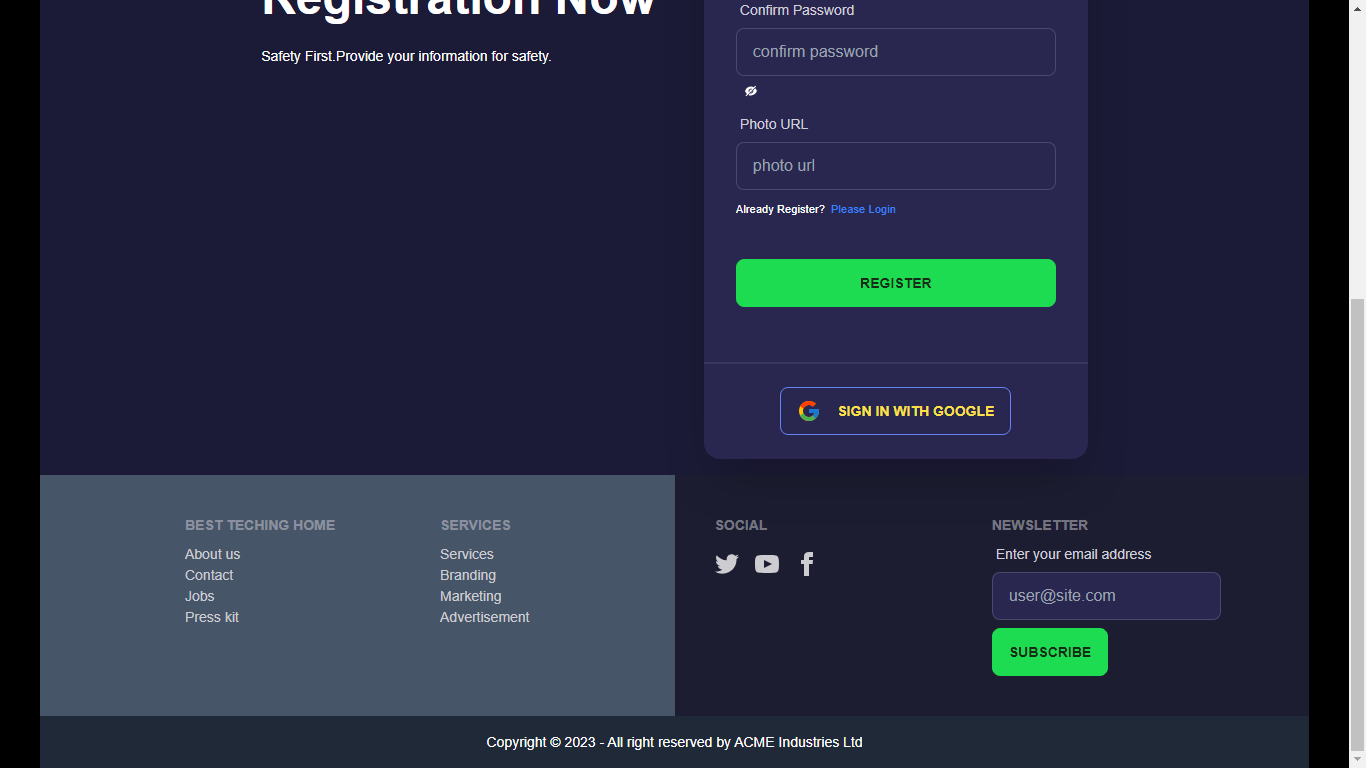 Registration Now
Safety First.Provide your information for safety.
Confirm Password
confirm password
Photo URL
photo url
Already Register? Please Login
REGISTER
SIGN IN WITH GOOGLE
BEST TECHING HOME
About us
Contact
Jobs
Press kit
SERVICES
Services
Branding
Marketing
Advertisement
SOCIAL
NEWSLETTER
Enter your email address
user@site.com
SUBSCRIBE
Copyright © 2023 - All right reserved by ACME Industries Ltd